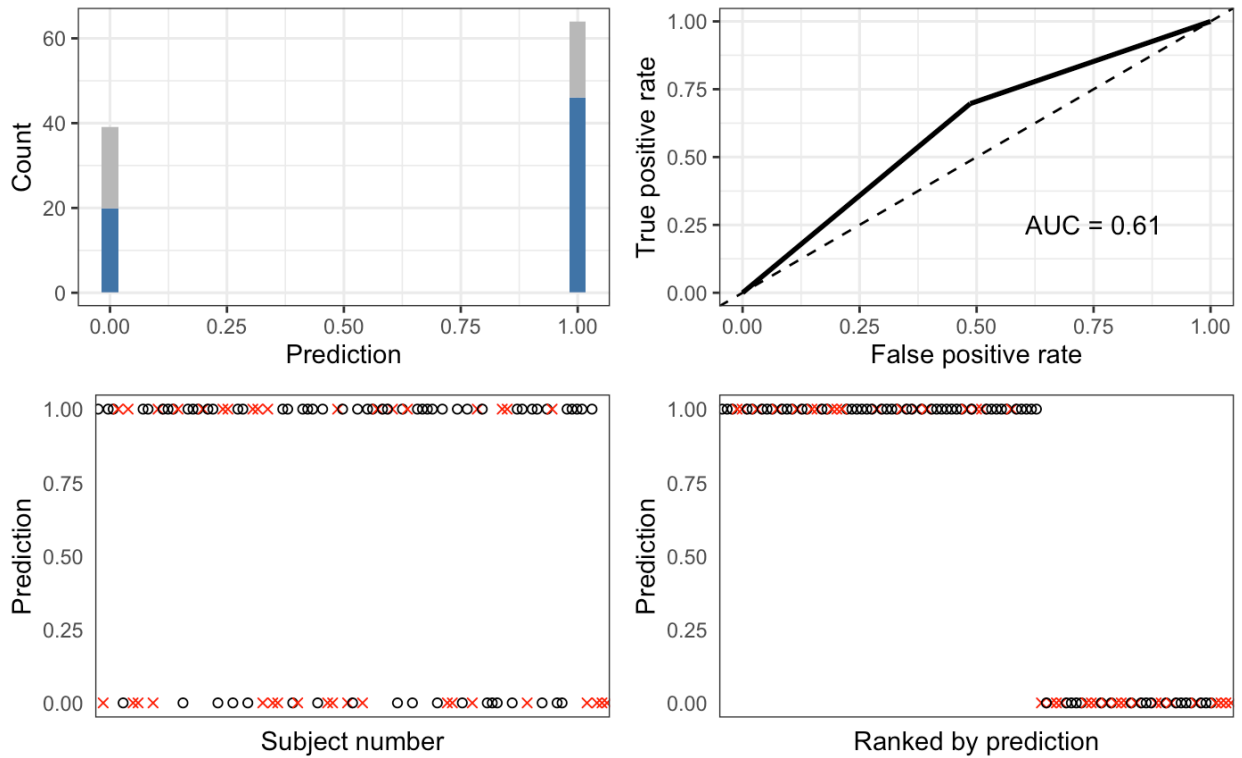 60
40
20
0
Count
0.00 0.25 0.50 0.75 1.00
Prediction
1.00
0.75
0.50
0.25
0.00
True positive rate
AUC = 0.61
0.00 0.25 0.50 0.75 1.00
False positive rate
1.00
0.75
0.50
0.25
0.00
Prediction
Subject number
1.00
0.75
0.50
0.25
0.00
Prediction
Ranked by prediction